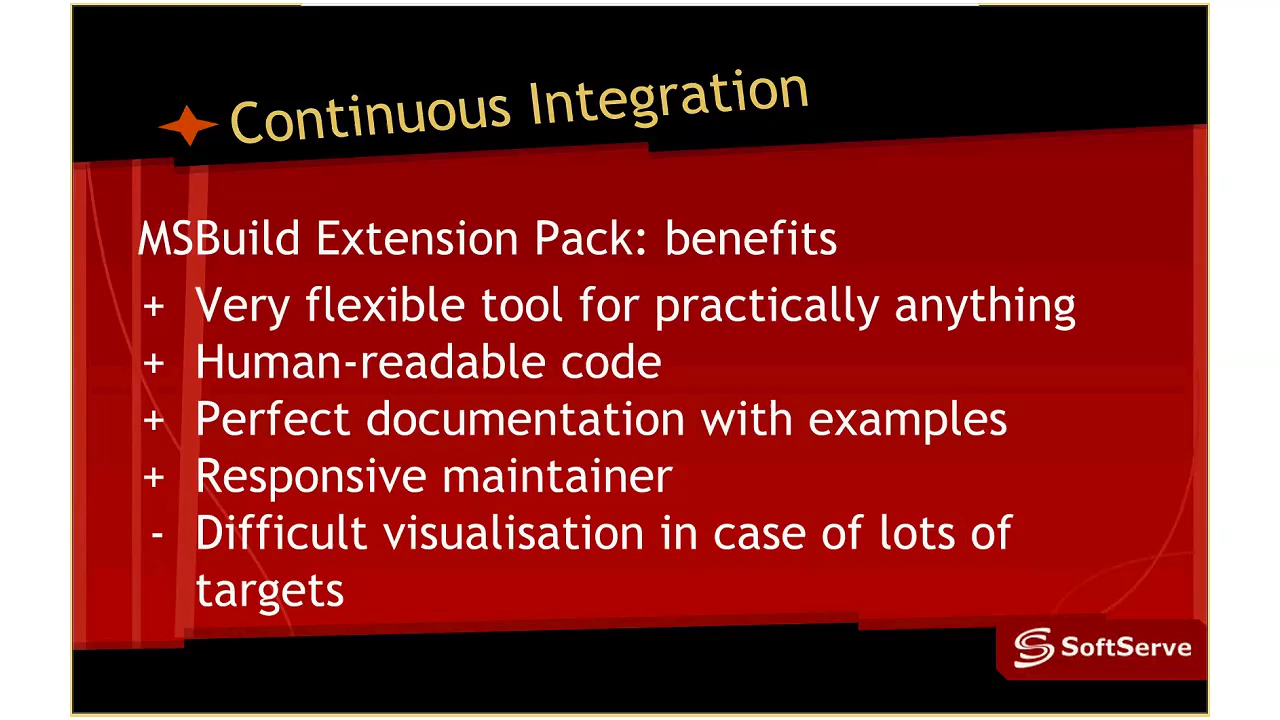 Continuous Integration
MSBuild Extension Pack: benefits
+ Very flexible tool for practically anything
+ Human-readable code
+ Perfect documentation with examples
+ Responsive maintainer
- Difficult visualisation in case of lots of
targets
SoftServe